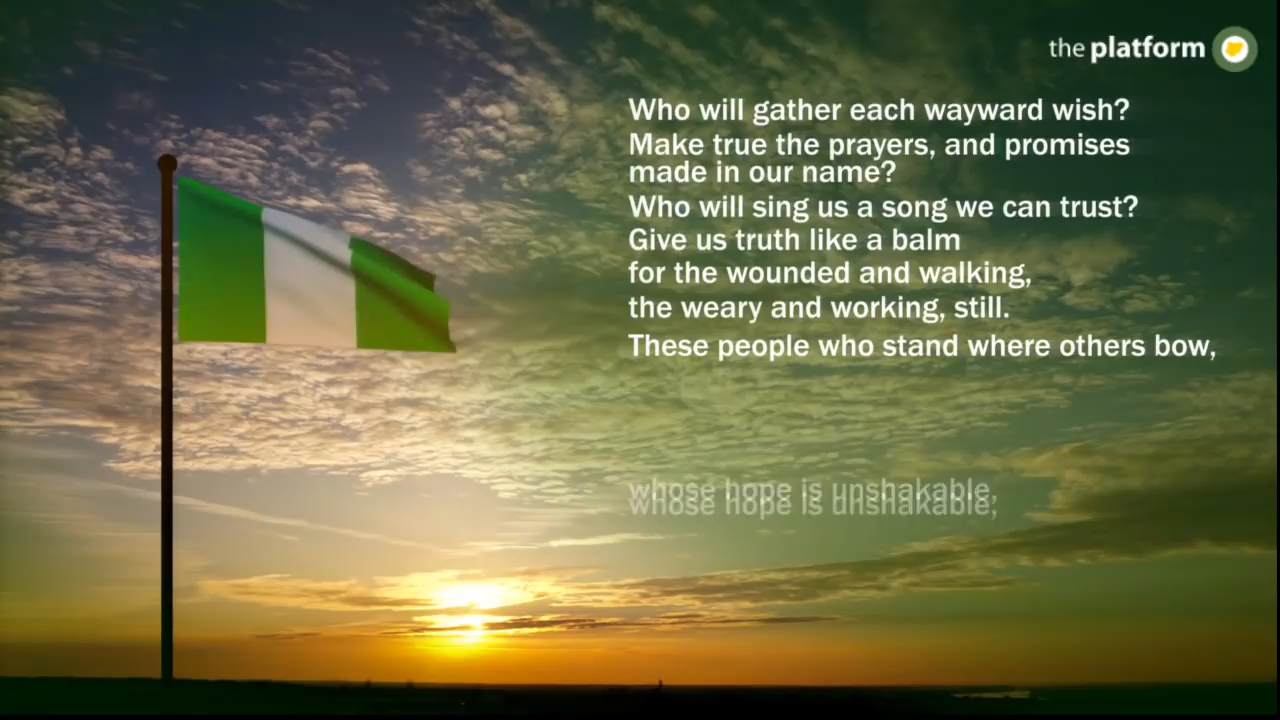 the platform
Who will gather each wayward wish?
Make true the prayers, and promises
made in our name?
Who will sing us a song we can trust?
Give us truth like a balm
for the wounded and walking,
the weary and working, still.
These people who stand where others bow,
whose hope is unshakable,